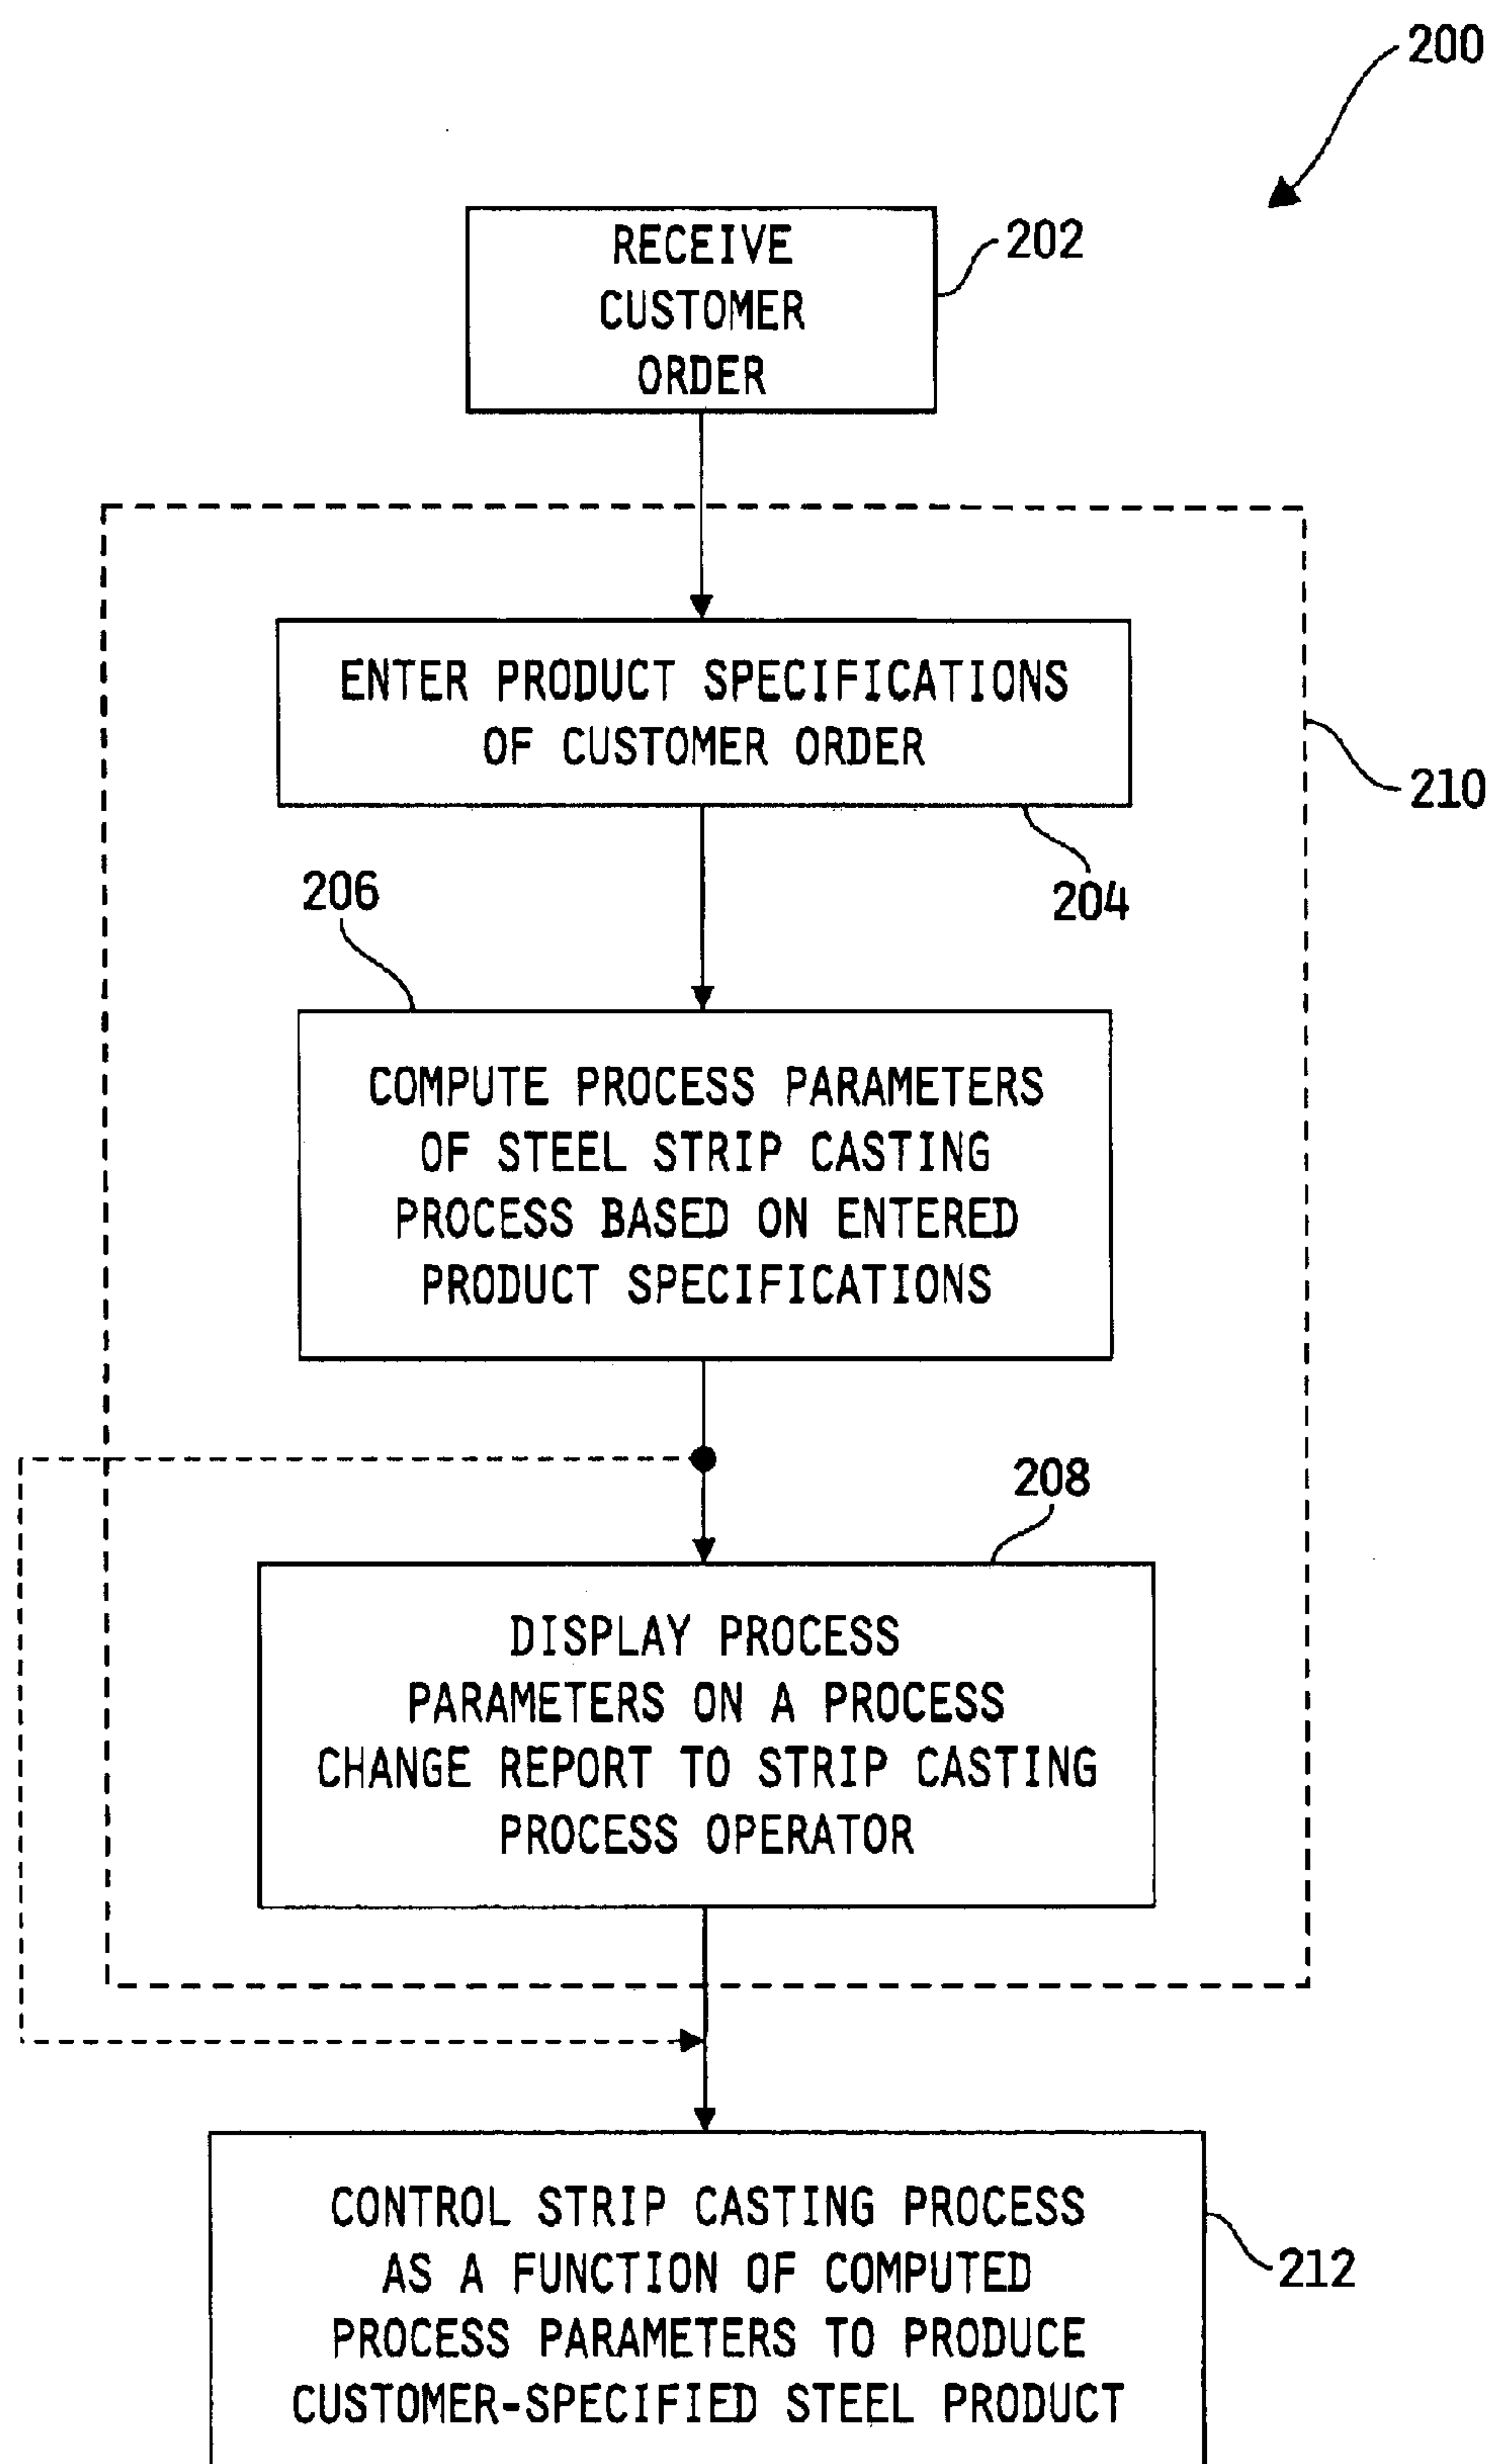 200
RECEIVE
CUSTOMER
ORDER
202
ENTER PRODUCT SPECIFICATIONS
OF CUSTOMER ORDER
210
204
206
COMPUTE PROCESS PARAMETERS
OF STEEL STRIP CASTING
PROCESS BASED ON ENTERED
PRODUCT SPECIFICATIONS
208
DISPLAY PROCESS
PARAMETERS ON A PROCESS
CHANGE REPORT TO STRIP CASTING
PROCESS OPERATOR
CONTROL STRIP CASTING PROCESS
AS A FUNCTION OF COMPUTED
PROCESS PARAMETERS TO PRODUCE
CUSTOMER-SPECIFIED STEEL PRODUCT
212